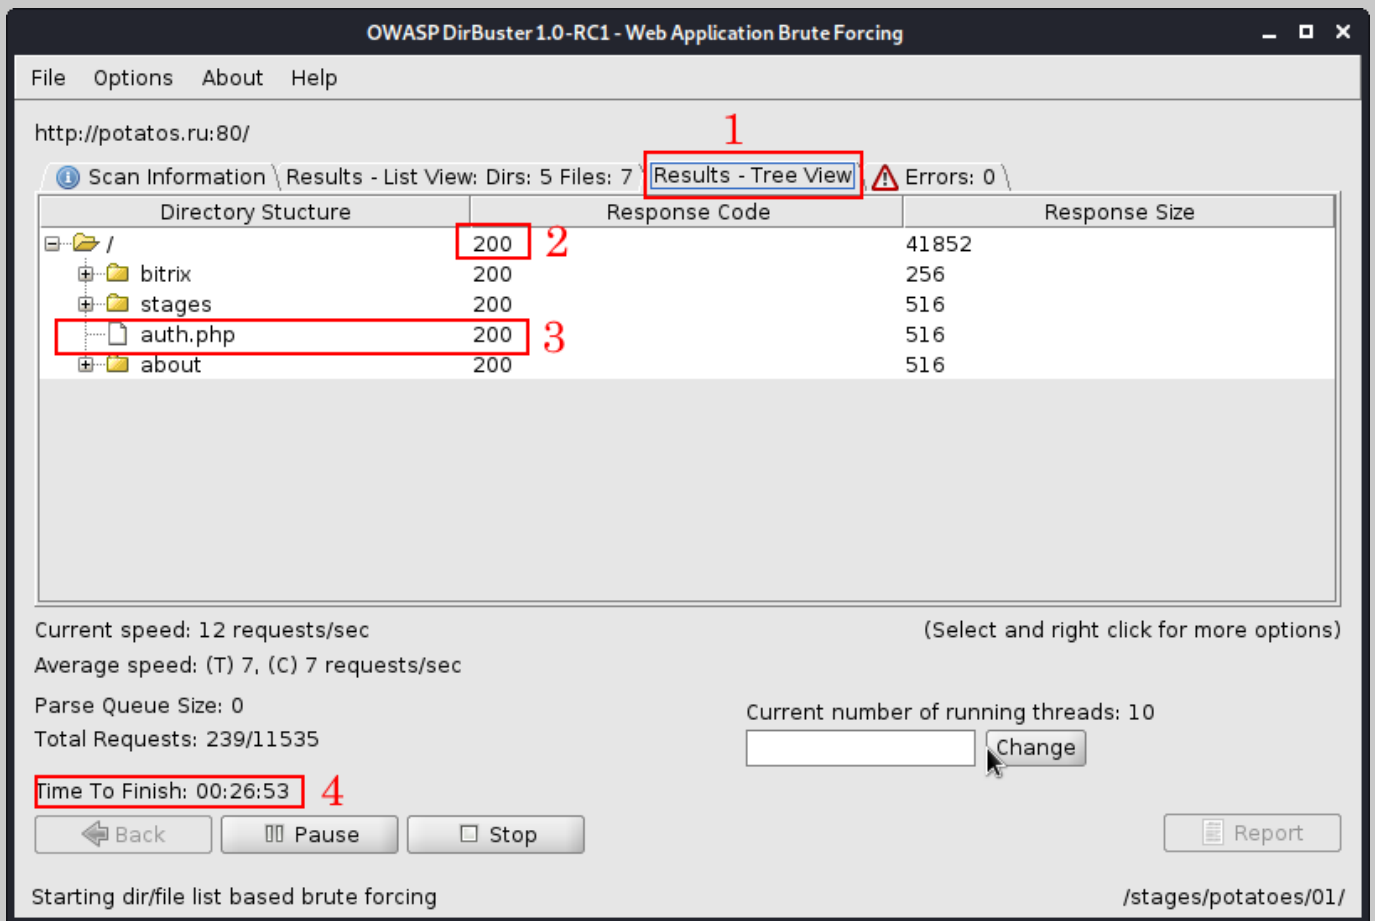 OWASP DirBuster 1.0-RC1 - Web Application Brute Forcing
File Options About Help
http://potatos.ru:80/
1
Scan Information Results - List View: Dirs: 5 Files: 7 Results - Tree View Errors: 0
Directory Stucture Response Code Response Size
/ 200 2 41852
bitrix 200 256
stages 200 516
auth.php 200 3 516
about 200 516
Current speed: 12 requests/sec (Select and right click for more options)
Average speed: (T) 7, (C) 7 requests/sec
Parse Queue Size: 0
Current number of running threads: 10
Total Requests: 239/11535
Change
Time To Finish: 00:26:53 4
Back Pause Stop Report
Starting dir/file list based brute forcing /stages/potatoes/01/